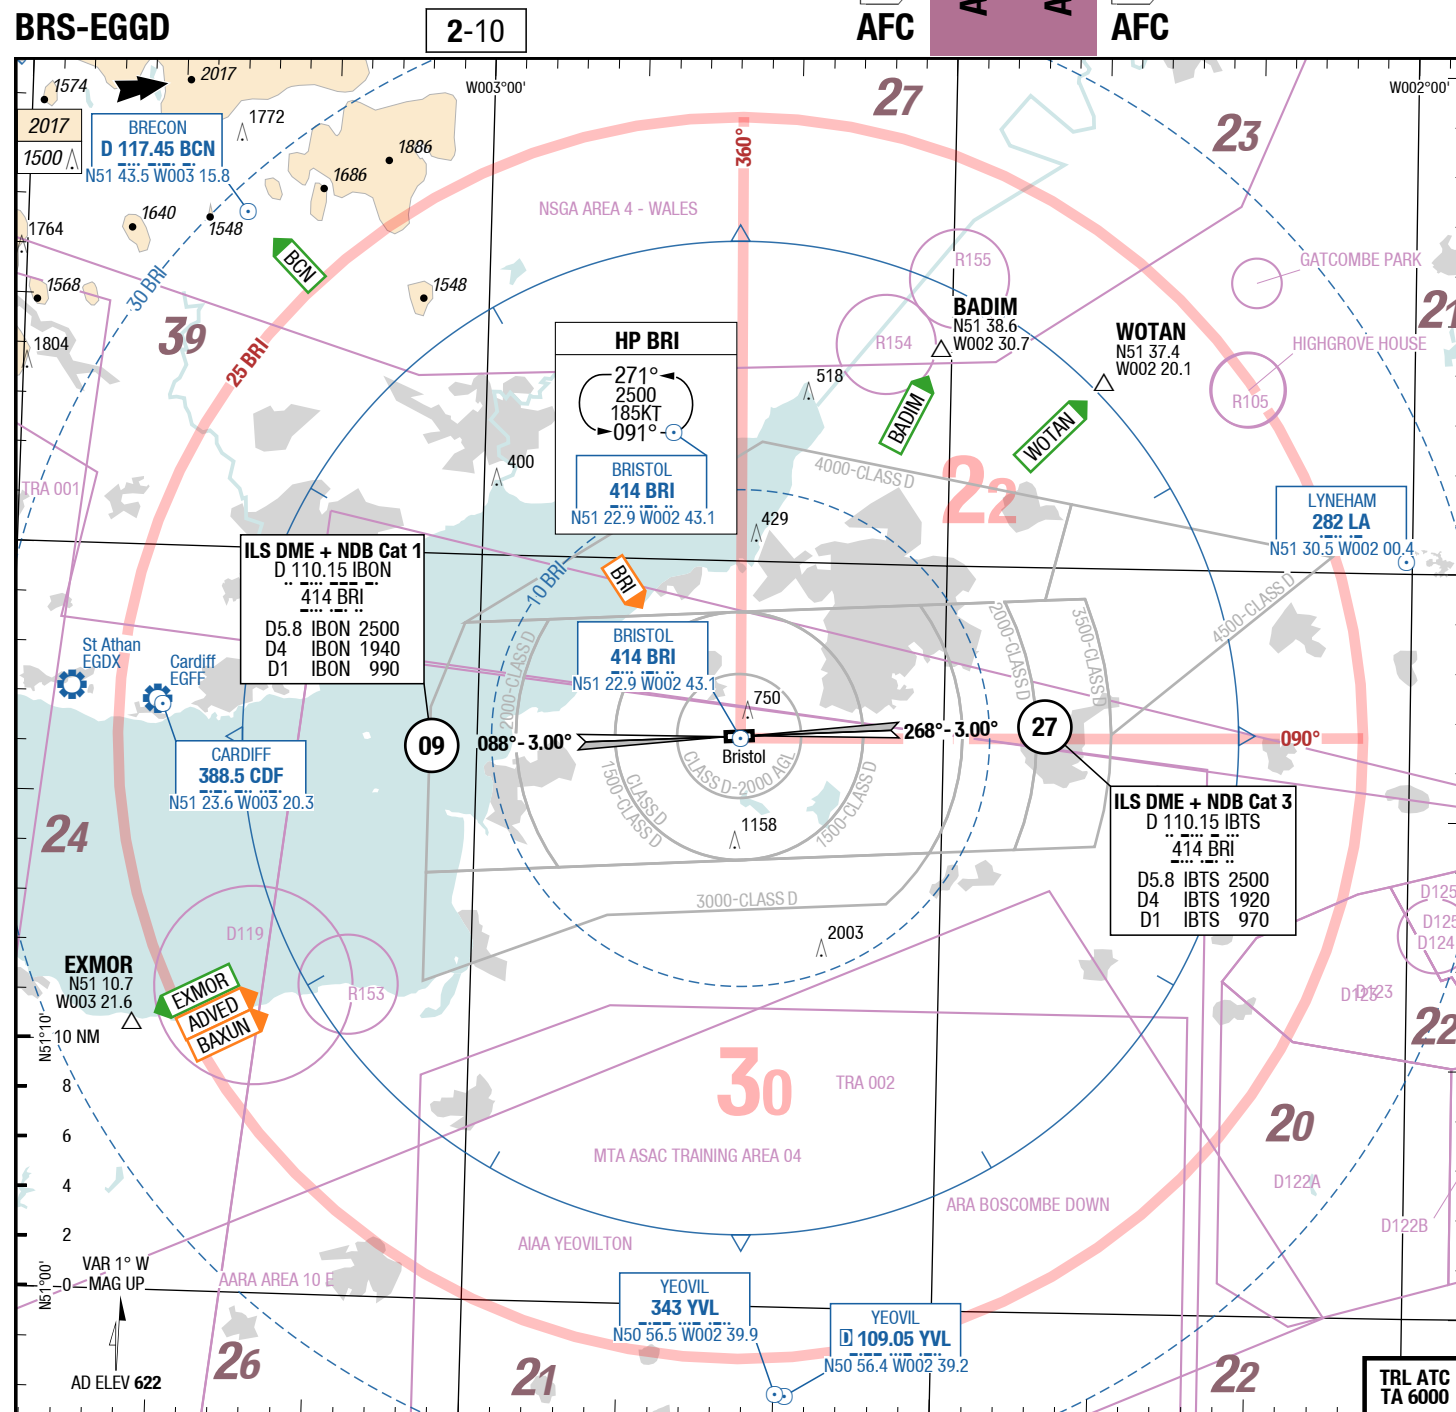 BRS-EGGD
2-10
AFC
AFC
A
A
1574
2017
2017
1500
BRECON
D 117.45 BCN
N51 43.5 W003 15.8
1772
1886
1686
1640
1548
1764
1568
1804
1548
W003°00'
W002°00'
360°
27
23
21
39
NSGA AREA 4 - WALES
BCN
30 BRI
25 BRI
R155
R154
BADIM
N51 38.6
W002 30.7
WOTAN
N51 37.4
W002 20.1
GATCOMBE PARK
HIGHGROVE HOUSE
R105
HP BRI
271°
2500
185KT
091°
BRISTOL
414 BRI
N51 22.9 W002 43.1
518
BADIM
WOTAN
400
429
TRA 001
4000-CLASS D
22
LYNEHAM
282 LA
N51 30.5 W002 00.4
ILS DME + NDB Cat 1
D 110.15 IBON
414 BRI
D5.8 IBON 2500
D4 IBON 1940
D1 IBON 990
10 BRI
BRI
BRISTOL
414 BRI
N51 22.9 W002 43.1
St Athan
EGDX
Cardiff
EGFF
CARDIFF
388.5 CDF
N51 23.6 W003 20.3
2000-CLASS D
2000-CLASS D
3500-CLASS D
4500-CLASS D
750
09
088°-3.00°
268°-3.00°
27
090°
Bristol
CLASS D-2000 AGL
CLASS D
1500-CLASS D
1500-CLASS D
1158
ILS DME + NDB Cat 3
D 110.15 IBTS
414 BRI
D5.8 IBTS 2500
D4 IBTS 1920
D1 IBTS 970
24
3000-CLASS D
2003
D119
R153
D125
D125
D124
D123
D123
EXMOR
N51 10.7
W003 21.6
EXMOR
ADVED
BAXUN
N51°10'
10 NM
8
6
4
2
0
N51°00'
22
30
TRA 002
20
MTA ASAC TRAINING AREA 04
D122A
ARA BOSCOMBE DOWN
D122B
AIAA YEOVILTON
AARA AREA 10 E
VAR 1° W
MAG UP
AD ELEV 622
YEOVIL
343 YVL
N50 56.5 W002 39.9
YEOVIL
D 109.05 YVL
N50 56.4 W002 39.2
26
21
22
TRL ATC
TA 6000